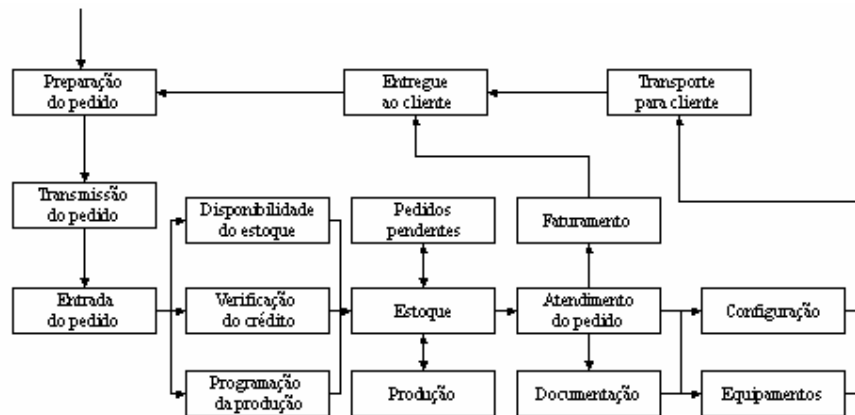 Preparação
do pedido
Entregue
ao cliente
Transporte
para cliente
Transmissão
do pedido
Disponibilidade
do estoque
Pedidos
pendentes
Faturamento
Entrada
do pedido
Verificação
do crédito
Estoque
Atendimento
do pedido
Configuração
Programação
da produção
Produção
Documentação
Equipamentos